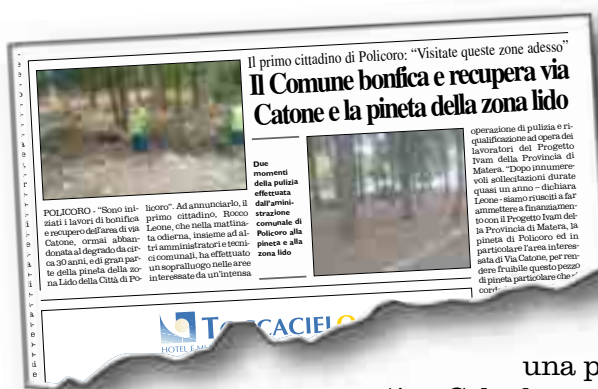 Il primo cittadino di Policoro: “Visitate queste zone adesso”
Il Comune bonfica e recupera via
Catone e la pineta della zona lido
POLICORO - “Sono ini-
ziati i lavori di bonifica
e recupero dell'area di via
Catone, ormai abban-
donata al degrado da cir-
ca 30 anni, e di gran par-
te della pineta della zo-
na Lido della Città di Po-
licoro”. Ad annunciarlo, il
primo cittadino, Rocco
Leone, che nella mattina-
ta odierna, insieme ad al-
tri amministratori e tecni-
ci comunali, ha effettuato
un sopralluogo nelle aree
interessate da un'intensa
Due
momenti
della pulizia
effettuata
dall'ammi-
strazione
comunale di
Policoro alla
pineta e alla
zona lido
operazione di pulizia e ri-
qualificazione ad opera dei
lavoratori del Progetto
Ivam della Provincia di
Matera. “Dopo innumere-
voli sollecitazioni durate
quasi un anno – dichiara
Leone - siamo riusciti a far
ammettere a finanziamen-
to con il Progetto Ivam del-
la Provincia di Matera, la
pineta di Policoro ed in
particolare l'area interes-
sata di Via Catone, per ren-
dere fruibile questo pezzo
di pineta particolare che
HOTEL
una p